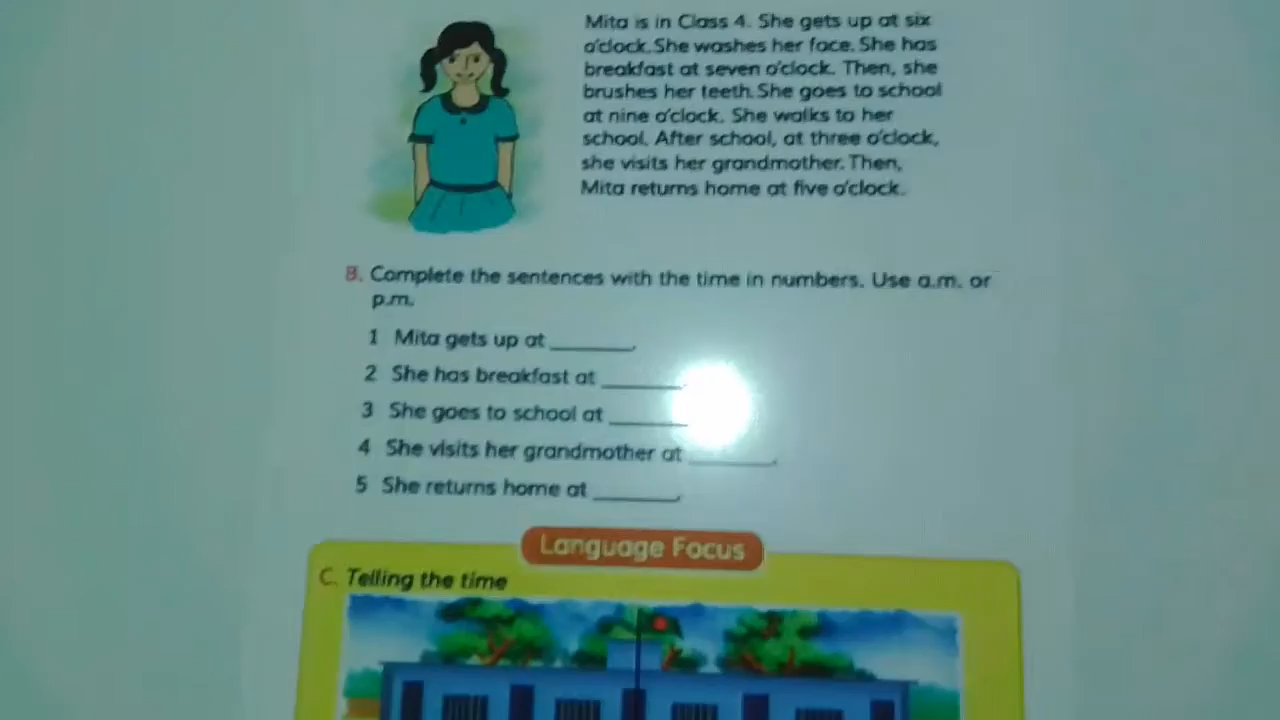 Mita is in Class 4. She gets up at six
o'clock. She washes her face. She has
breakfast at seven o'clock. Then, she
brushes her teeth. She goes to school
at nine o'clock. She walks to her
school. After school, at three o'clock,
she visits her grandmother. Then,
Mita returns home at five o'clock.
B. Complete the sentences with the time in numbers. Use a.m. or
p.m.
1 Mita gets up at ________.
2 She has breakfast at ________.
3 She goes to school at ________
4 She visits her grandmother at ________.
5 She returns home at ________.
Language Focus
C. Telling the time